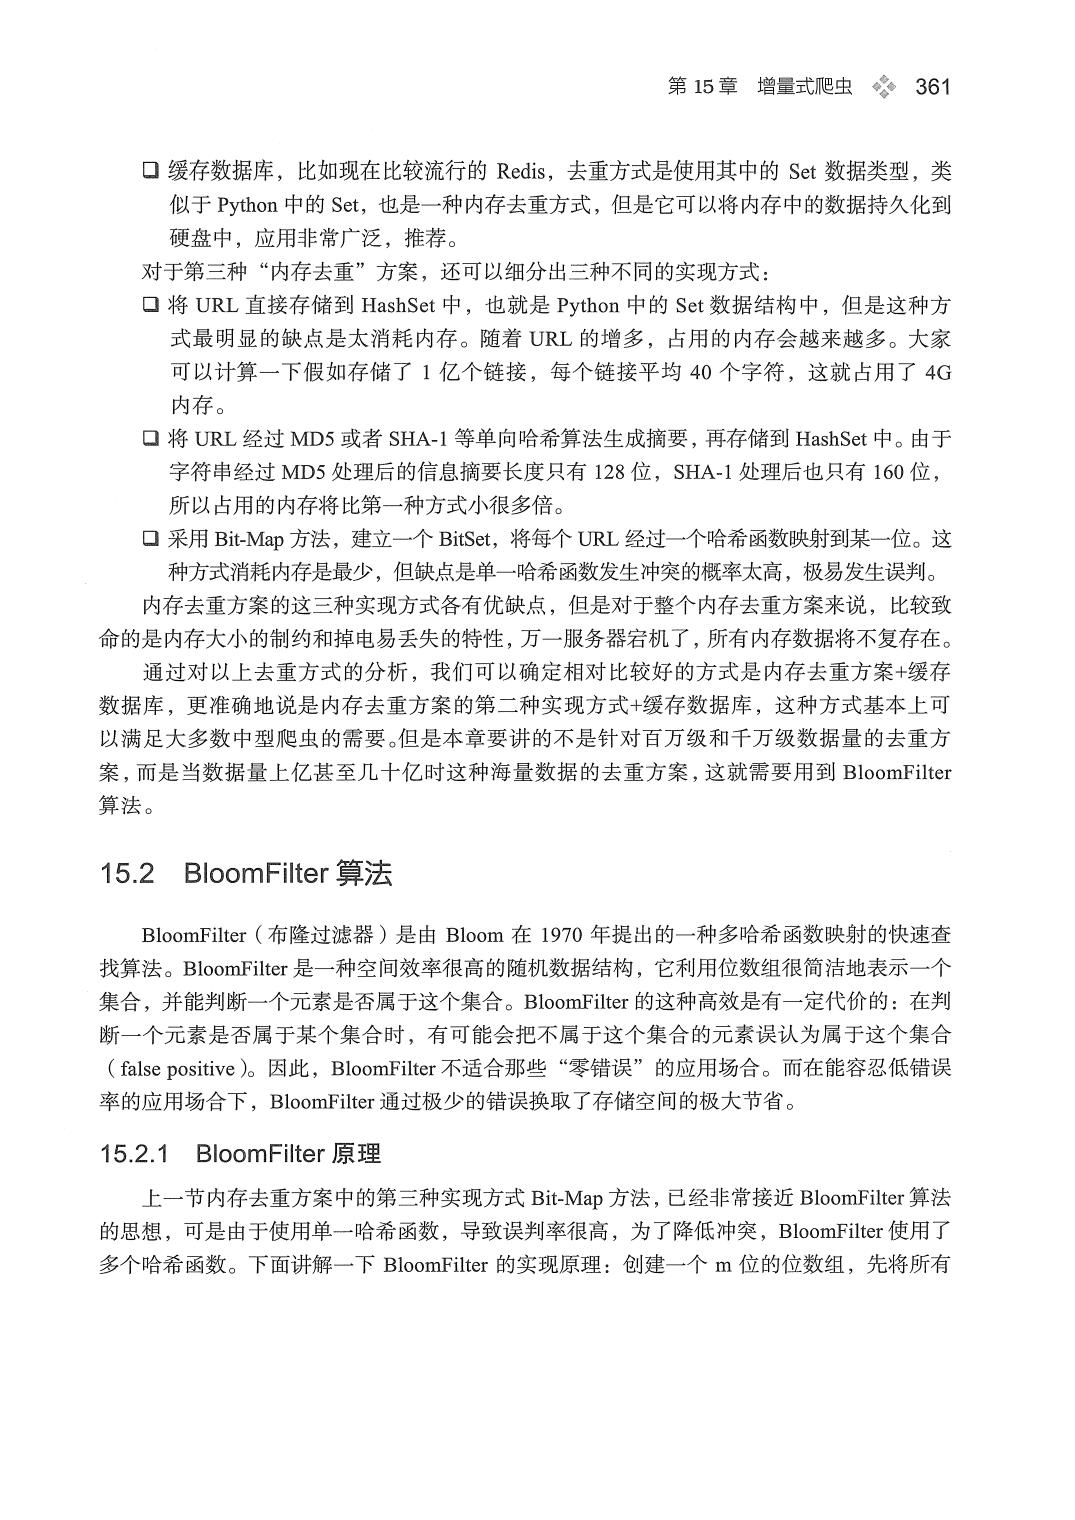 第 15 章 增量式爬虫 361
❑ 缓存数据库，比如现在比较流行的 Redis，去重方式是使用其中的 Set 数据类型，类
似于 Python 中的 Set，也是一种内存去重方式，但是它可以将内存中的数据持久化到
硬盘中，应用非常广泛，推荐。
对于第三种“内存去重”方案，还可以细分出三种不同的实现方式：
❑ 将 URL 直接存储到 HashSet 中，也就是 Python 中的 Set 数据结构中，但是这种方
式最明显的缺点是太消耗内存。随着 URL 的增多，占用的内存会越来越多。大家
可以计算一下假如存储了 1 亿个链接，每个链接平均 40 个字符，这就占用了 4G
内存。
❑ 将 URL 经过 MD5 或者 SHA-1 等单向哈希算法生成摘要，再存储到 HashSet 中。由于
字符串经过 MD5 处理后的信息摘要长度只有 128 位，SHA-1 处理后也只有 160 位，
所以占用的内存将比第一种方式小很多倍。
❑ 采用 Bit-Map 方法，建立一个 BitSet，将每个 URL 经过一个哈希函数映射到某一位。这
种方式消耗内存是最少，但缺点是单一哈希函数发生冲突的概率太高，极易发生误判。
内存去重方案的这三种实现方式各有优缺点，但是对于整个内存去重方案来说，比较致
命的是内存大小的制约和掉电易丢失的特性，万一服务器宕机了，所有内存数据将不复存在。
通过对以上去重方式的分析，我们可以确定相对比较好的方式是内存去重方案+缓存
数据库，更准确地说是内存去重方案的第二种实现方式+缓存数据库，这种方式基本上可
以满足大多数中型爬虫的需要。但是本章要讲的不是针对百万级和千万级数据量的去重方
案，而是当数据量上亿甚至几十亿时这种海量数据的去重方案，这就需要用到 BloomFilter
算法。
15.2 BloomFilter 算法
BloomFilter（布隆过滤器）是由 Bloom 在 1970 年提出的一种多哈希函数映射的快速查
找算法。BloomFilter 是一种空间效率很高的随机数据结构，它利用位数组很简洁地表示一个
集合，并能判断一个元素是否属于这个集合。BloomFilter 的这种高效是有一定代价的：在判
断一个元素是否属于某个集合时，有可能会把不属于这个集合的元素误认为属于这个集合
（false positive）。因此，BloomFilter 不适合那些“零错误”的应用场合。而在能容忍低错误
率的应用场合下，BloomFilter 通过极少的错误换取了存储空间的极大节省。
15.2.1 BloomFilter 原理
上一节内存去重方案中的第三种实现方式 Bit-Map 方法，已经非常接近 BloomFilter 算法
的思想，可是由于使用单一哈希函数，导致误判率很高，为了降低冲突，BloomFilter 使用了
多个哈希函数。下面讲解一下 BloomFilter 的实现原理：创建一个 m 位的位数组，先将所有